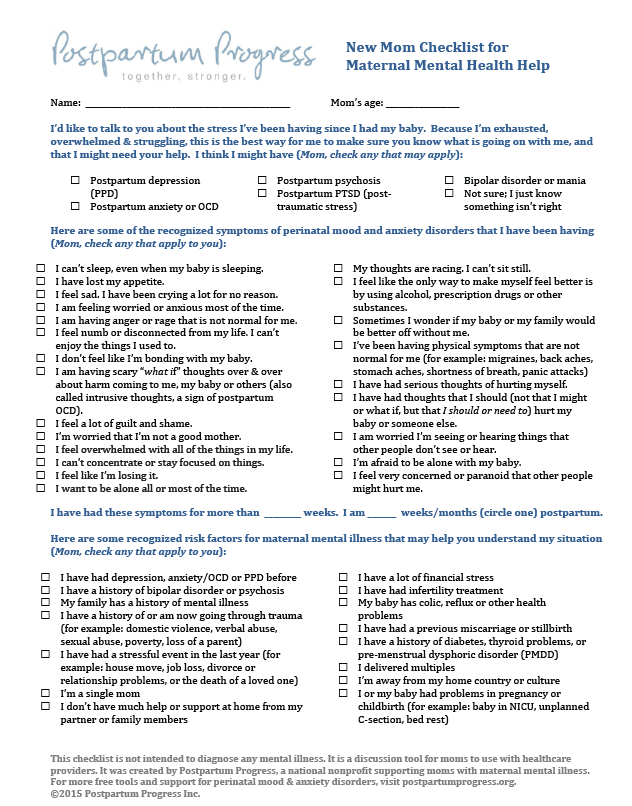 Postpartum Progress
together, stronger.
New Mom Checklist for
Maternal Mental Health Help
Name: ____________________ Mom's age: ____________
I'd like to talk to you about the stress I've been having since I had my baby. Because I'm exhausted,
overwhelmed & struggling, this is the best way for me to make sure you know what is going on with me, and
that I might need your help. I think I might have (Mom, check any that may apply):
☐ Postpartum depression
(PPD)
☐ Postpartum anxiety or OCD
☐ Postpartum psychosis
☐ Postpartum PTSD (post-
traumatic stress)
☐ Bipolar disorder or mania
☐ Not sure; I just know
something isn't right
Here are some of the recognized symptoms of perinatal mood and anxiety disorders that I have been having
(Mom, check any that apply to you):
☐ I can't sleep, even when my baby is sleeping.
☐ I have lost my appetite.
☐ I feel sad. I have been crying a lot for no reason.
☐ I am feeling worried or anxious most of the time.
☐ I am having anger or rage that is not normal for me.
☐ I feel numb or disconnected from my life. I can't
enjoy the things I used to.
☐ I don't feel like I'm bonding with my baby.
☐ I am having scary "what if" thoughts over & over
about harm coming to me, my baby or others (also
called intrusive thoughts, a sign of postpartum
OCD).
☐ I feel a lot of guilt and shame.
☐ I'm worried that I'm not a good mother.
☐ I feel overwhelmed with all of the things in my life.
☐ I can't concentrate or stay focused on things.
☐ I feel like I'm losing it.
☐ I want to be alone all or most of the time.
☐ My thoughts are racing. I can't sit still.
☐ I feel like the only way to make myself feel better is
by using alcohol, prescription drugs or other
substances.
☐ Sometimes I wonder if my baby or my family would
be better off without me.
☐ I've been having physical symptoms that are not
normal for me (for example: migraines, back aches,
stomach aches, shortness of breath, panic attacks)
☐ I have had serious thoughts of hurting myself.
☐ I have had thoughts that I should (not that I might
or what if, but that I should or need to) hurt my
baby or someone else.
☐ I am worried I'm seeing or hearing things that
other people don't see or hear.
☐ I'm afraid to be alone with my baby.
☐ I feel very concerned or paranoid that other people
might hurt me.
I have had these symptoms for more than _______ weeks. I am _____ weeks/months (circle one) postpartum.
Here are some recognized risk factors for maternal mental illness that may help you understand my situation
(Mom, check any that apply to you):
☐ I have had depression, anxiety/OCD or PPD before
☐ I have a history of bipolar disorder or psychosis
☐ My family has a history of mental illness
☐ I have a history of or am now going through trauma
(for example: domestic violence, verbal abuse,
sexual abuse, poverty, loss of a parent)
☐ I have had a stressful event in the last year (for
example: house move, job loss, divorce or
relationship problems, or the death of a loved one)
☐ I'm a single mom
☐ I don't have much help or support at home from my
partner or family members
☐ I have a lot of financial stress
☐ I have had infertility treatment
☐ My baby has colic, reflux or other health
problems
☐ I have had a previous miscarriage or stillbirth
☐ I have a history of diabetes, thyroid problems, or
pre-menstrual dysphoric disorder (PMDD)
☐ I delivered multiples
☐ I'm away from my home country or culture
☐ I or my baby had problems in pregnancy or
childbirth (for example: baby in NICU, unplanned
C-section, bed rest)
This checklist is not intended to diagnose any mental illness. It is a discussion tool for moms to use with healthcare
providers. It was created by Postpartum Progress, a national nonprofit supporting moms with maternal mental illness.
For more free tools and support for perinatal mood & anxiety disorders, visit postpartumprogress.org.
©2015 Postpartum Progress Inc.